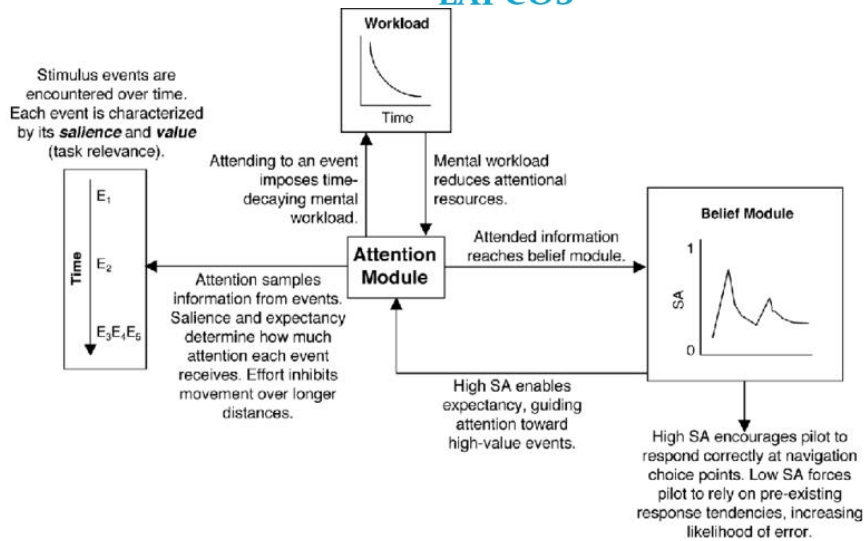 Workload
Time
Stimulus events are
encountered over time.
Each event is characterized
by its salience and value
(task relevance).
Attending to an event
imposes time-
decaying mental
workload.
Mental workload
reduces attentional
resources.
Time
E1
E2
E3E4E5
Attention
Module
Attended information
reaches belief module.
Belief Module
1
SA
0
Attention samples
information from events.
Salience and expectancy
determine how much
attention each event
receives. Effort inhibits
movement over longer
distances.
High SA enables
expectancy, guiding
attention toward
high-value events.
High SA encourages pilot to
respond correctly at navigation
choice points. Low SA forces
pilot to rely on pre-existing
response tendencies, increasing
likelihood of error.